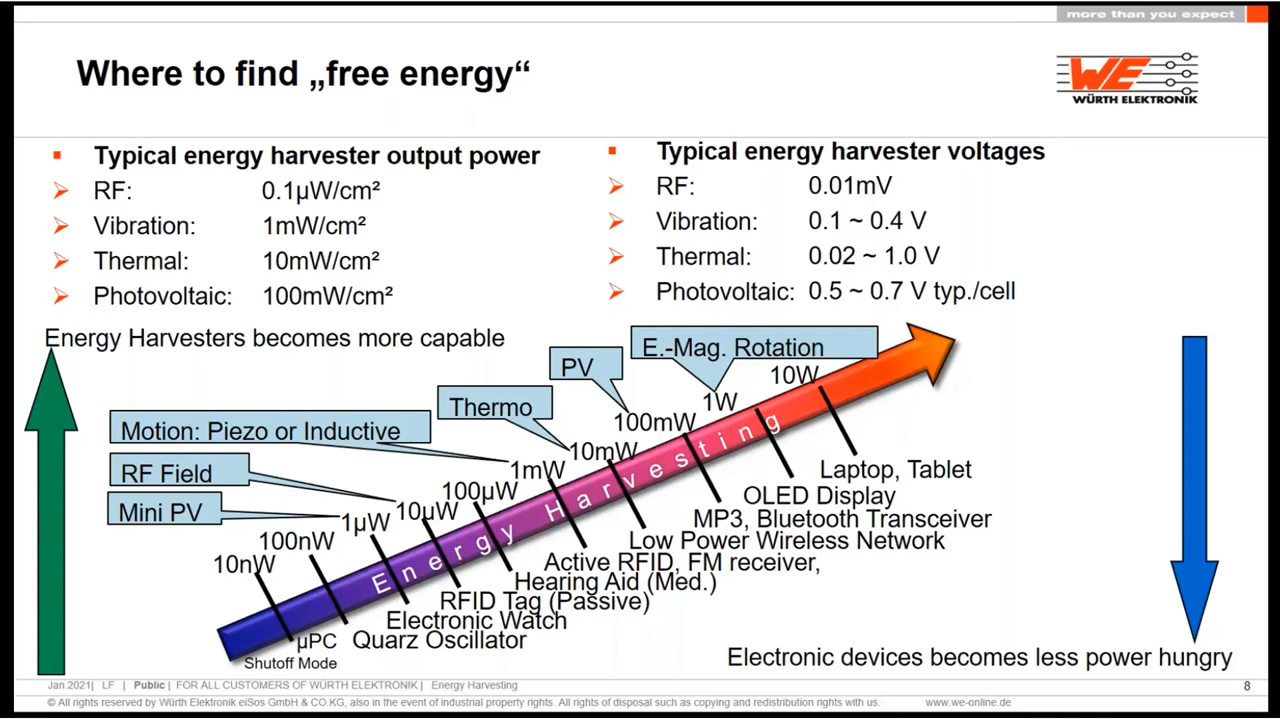 more than you expect
Where to find „free energy“
WE
WÜRTH ELEKTRONIK
▪ Typical energy harvester output power
RF: 0.1µW/cm²
Vibration: 1mW/cm²
Thermal: 10mW/cm²
Photovoltaic: 100mW/cm²
▪ Typical energy harvester voltages
RF: 0.01mV
Vibration: 0.1 ~ 0.4 V
Thermal: 0.02 ~ 1.0 V
Photovoltaic: 0.5 ~ 0.7 V typ./cell
Energy Harvesters becomes more capable
E.-Mag. Rotation
PV
Thermo
Motion: Piezo or Inductive
RF Field
Mini PV
10nW
100nW
1µW
10µW
100µW
1mW
10mW
100mW
1W
10W
Energy Harvesting
Laptop, Tablet
OLED Display
MP3, Bluetooth Transceiver
Low Power Wireless Network
Active RFID, FM receiver,
Hearing Aid (Med.)
RFID Tag (Passive)
Electronic Watch
Quarz Oscillator
µPC
Shutoff Mode
Electronic devices becomes less power hungry
Jan.2021| LF | Public | FOR ALL CUSTOMERS OF WÜRTH ELEKTRONIK | Energy Harvesting
8
© All rights reserved by Würth Elektronik eiSos GmbH & CO.KG, also in the event of industrial property rights. All rights of disposal such as copying and redistribution rights with us. www.we-online.de